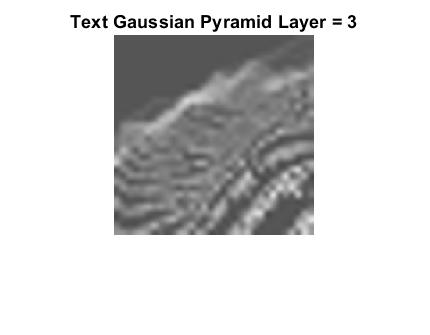 Text Gaussian Pyramid Layer = 3